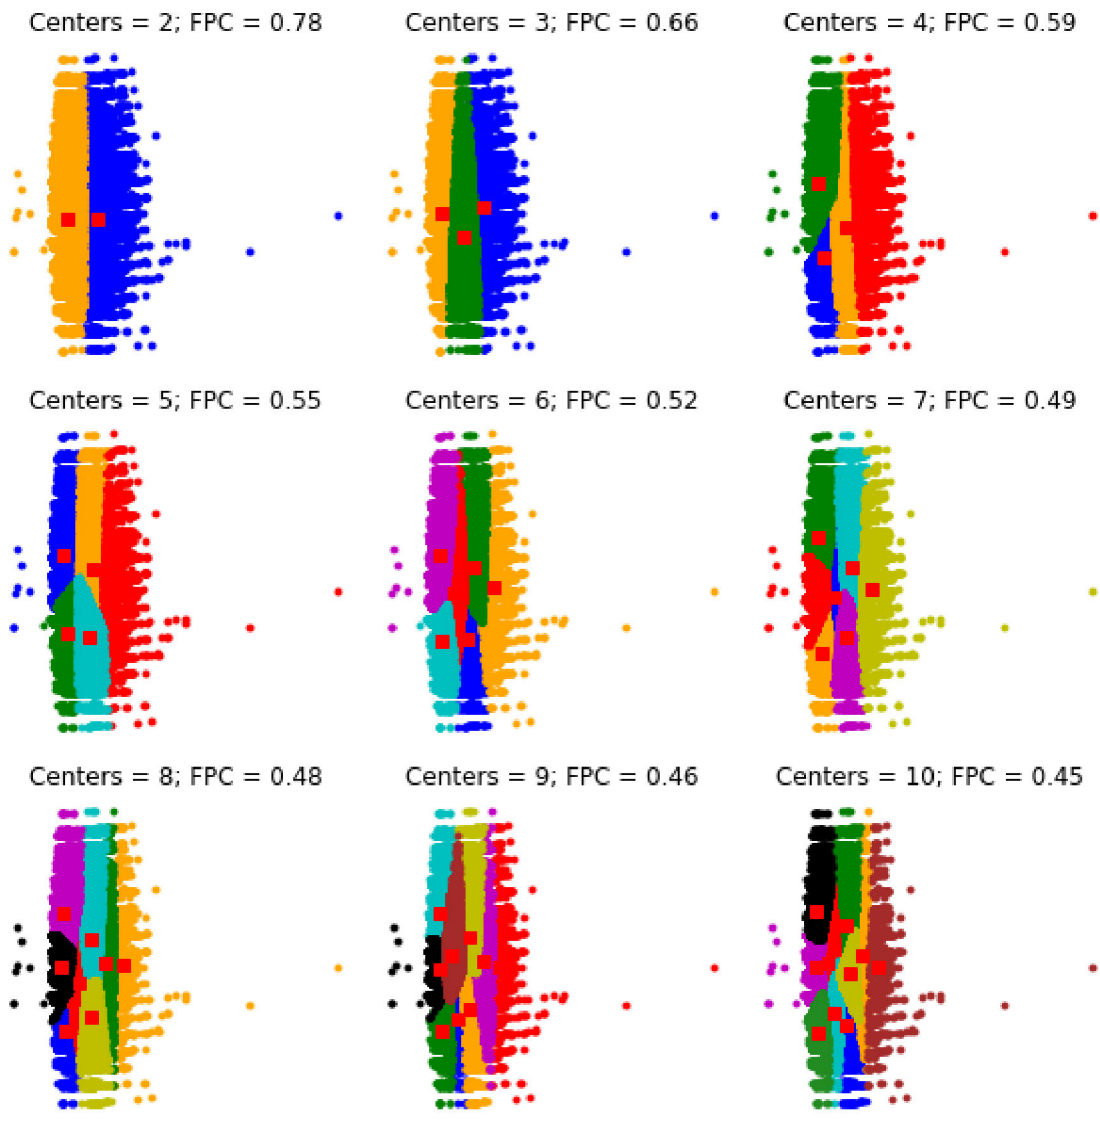 Centers = 2; FPC = 0.78
Centers = 3; FPC = 0.66
Centers = 4; FPC = 0.59
Centers = 5; FPC = 0.55
Centers = 6; FPC = 0.52
Centers = 7; FPC = 0.49
Centers = 8; FPC = 0.48
Centers = 9; FPC = 0.46
Centers = 10; FPC = 0.45